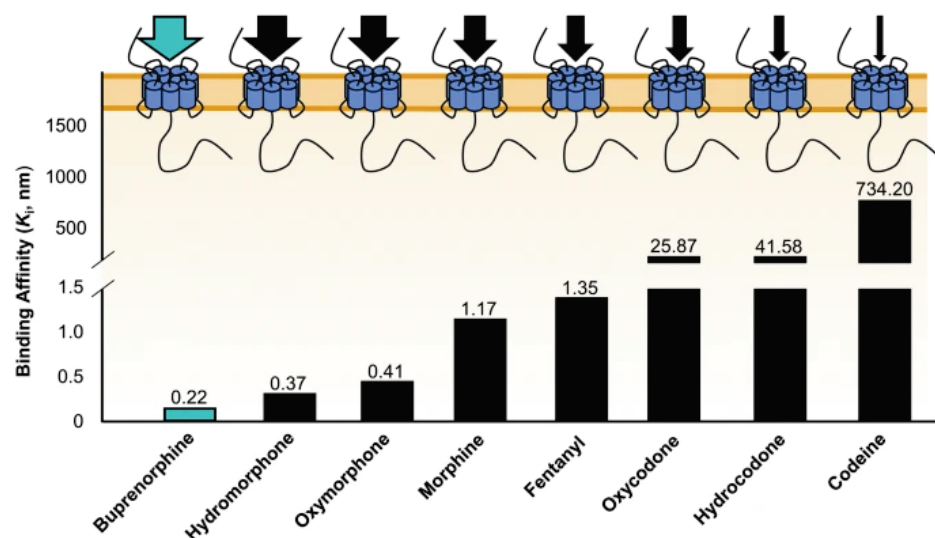 Binding Affinity (Ki, nm)
1500
1000
500
1.5
1.0
0.5
0
0.22
0.37
0.41
1.17
1.35
25.87
41.58
734.20
Buprenorphine
Hydromorphone
Oxymorphone
Morphine
Fentanyl
Oxycodone
Hydrocodone
Codeine